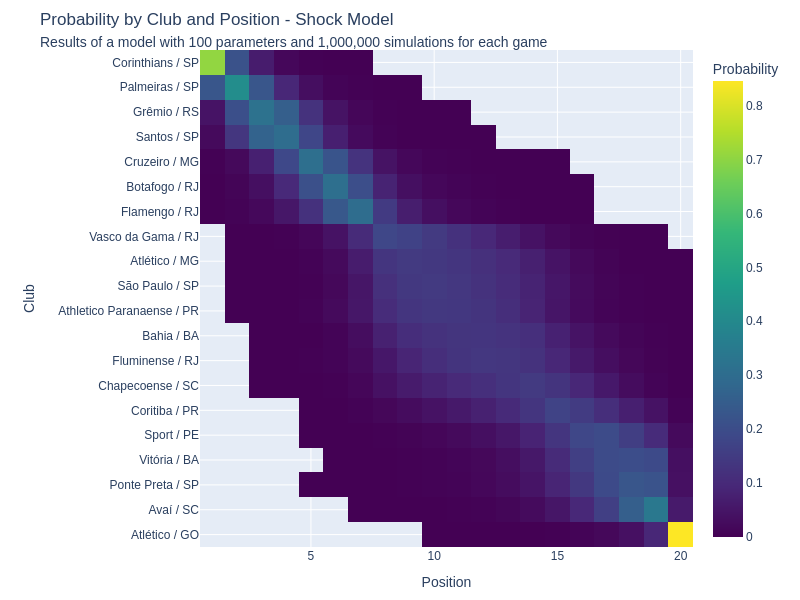 Probability by Club and Position - Shock Model
Results of a model with 100 parameters and 1,000,000 simulations for each game
Probability
Club
Corinthians / SP
Palmeiras / SP
Grêmio / RS
Santos / SP
Cruzeiro / MG
Botafogo / RJ
Flamengo / RJ
Vasco da Gama / RJ
Atlético / MG
São Paulo / SP
Athletico Paranaense / PR
Bahia / BA
Fluminense / RJ
Chapecoense / SC
Coritiba / PR
Sport / PE
Vitória / BA
Ponte Preta / SP
Avaí / SC
Atlético / GO
0.8
0.7
0.6
0.5
0.4
0.3
0.2
0.1
0
5
10
15
20
Position